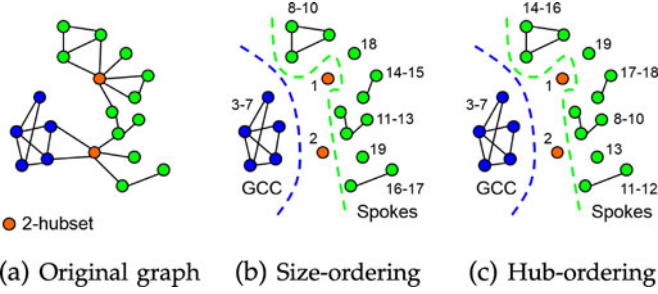 8-10
18
1
14-15
3-7
11-13
2
19
GCC
16-17
Spokes
14-16
19
1
17-18
3-7
8-10
2
13
GCC
11-12
Spokes
2-hubset
(a) Original graph
(b) Size-ordering
(c) Hub-ordering